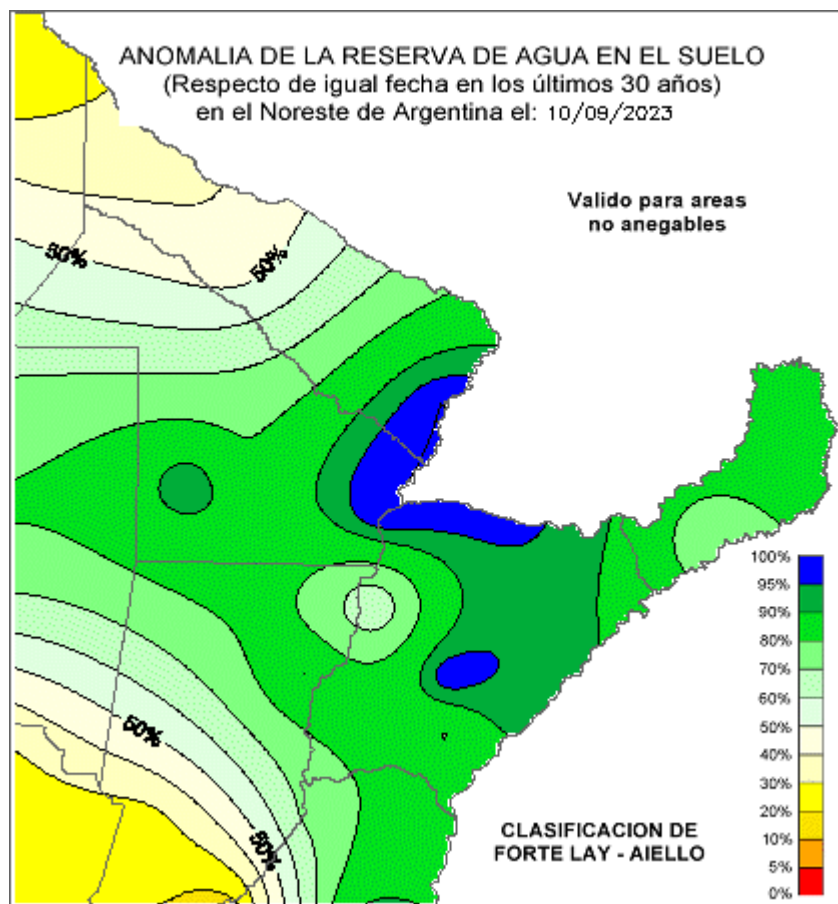 ANOMALIA DE LA RESERVA DE AGUA EN EL SUELO
(Respecto de igual fecha en los últimos 30 años)
en el Noreste de Argentina el: 10/09/2023
Valido para areas
no anegables
50%
50%
50%
50%
100%
95%
90%
80%
70%
60%
50%
40%
30%
20%
10%
5%
0%
CLASIFICACION DE
FORTE LAY - AIELLO